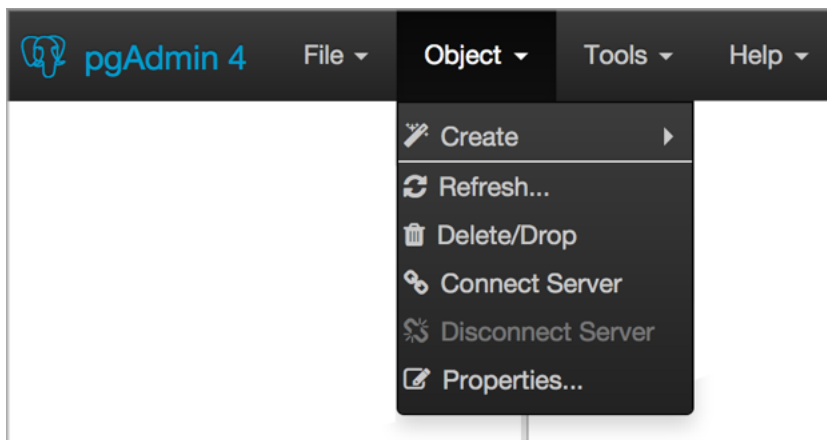 pgAdmin 4 File Object Tools Help
Create
Refresh...
Delete/Drop
Connect Server
Disconnect Server
Properties...